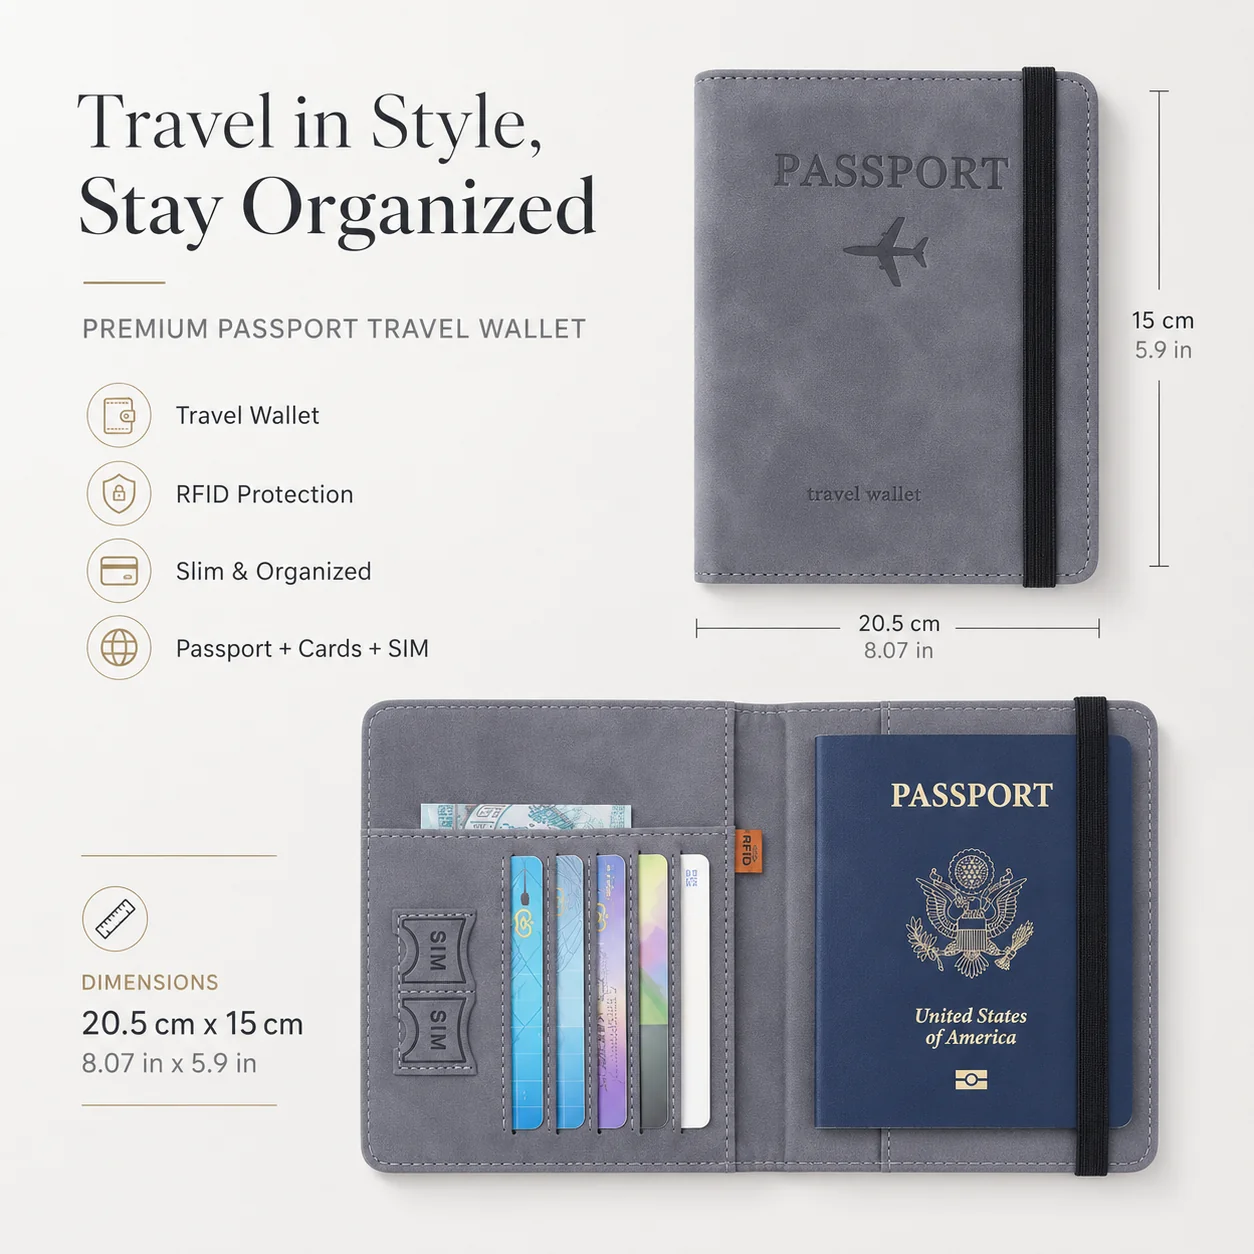 Travel in Style,
Stay Organized
PREMIUM PASSPORT TRAVEL WALLET
Travel Wallet
RFID Protection
Slim & Organized
Passport + Cards + SIM
PASSPORT
travel wallet
15 cm
5.9 in
20.5 cm
8.07 in
DIMENSIONS
20.5 cm x 15 cm
8.07 in x 5.9 in
SIM
SIM
RFID
PASSPORT
United States
of America